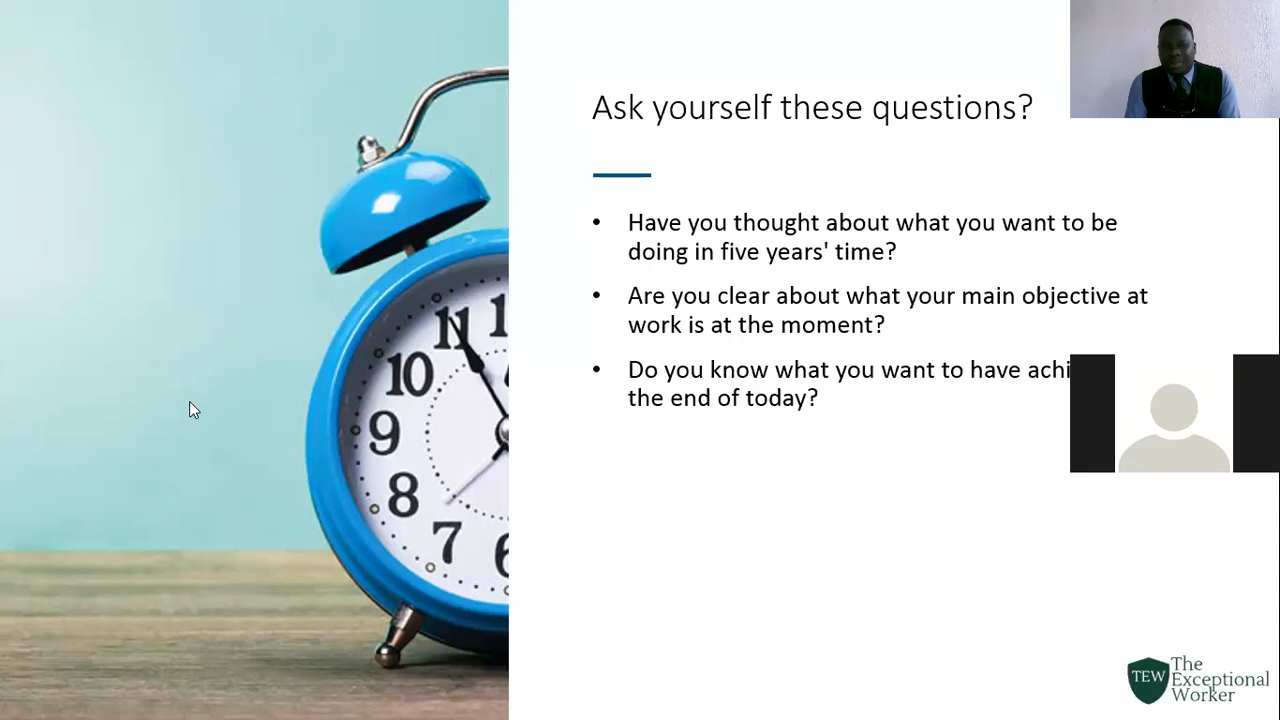 Ask yourself these questions?
• Have you thought about what you want to be
doing in five years' time?
• Are you clear about what your main objective at
work is at the moment?
• Do you know what you want to have
the end of today?
11
10
9
8
7
TEW
The
Exceptional
Worker